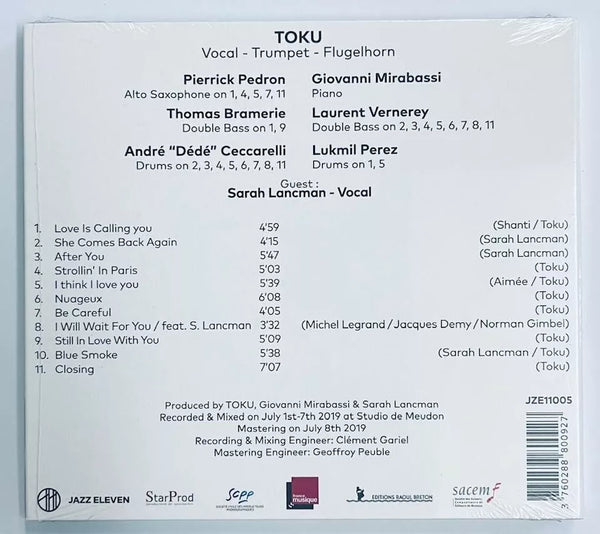 TOKU
Vocal - Trumpet - Flugelhorn
Pierrick Pedron
Alto Saxophone on 1, 4, 5, 7, 11
Giovanni Mirabassi
Piano
Thomas Bramerie
Double Bass on 1, 9
Laurent Vernerey
Double Bass on 2, 3, 4, 5, 6, 7, 8, 11
André “Dédé” Ceccarelli
Drums on 2, 3, 4, 5, 6, 7, 8, 11
Lukmil Perez
Drums on 1, 5
Guest :
Sarah Lancman - Vocal
1. Love Is Calling you 4’59 (Shanti / Toku)
2. She Comes Back Again 4’15 (Sarah Lancman)
3. After You 5’47 (Sarah Lancman)
4. Strollin’ In Paris 5’03 (Toku)
5. I think I love you 5’39 (Aimée / Toku)
6. Nuageux 6’08 (Toku)
7. Be Careful 4’05 (Toku)
8. I Will Wait For You / feat. S. Lancman 3’32 (Michel Legrand / Jacques Demy / Norman Gimbel)
9. Still In Love With You 5’09 (Toku)
10. Blue Smoke 5’38 (Sarah Lancman / Toku)
11. Closing 7’07 (Toku)
Produced by TOKU, Giovanni Mirabassi & Sarah Lancman
Recorded & Mixed on July 1st-7th 2019 at Studio de Meudon
Mastering on July 8th 2019
Recording & Mixing Engineer: Clément Gariel
Mastering Engineer: Geoffroy Peuble
JZE11005
3 760288 800927
JAZZ ELEVEN
StarProd
scpp
france
musique
EDITIONS RAOUL BRETON
sacem